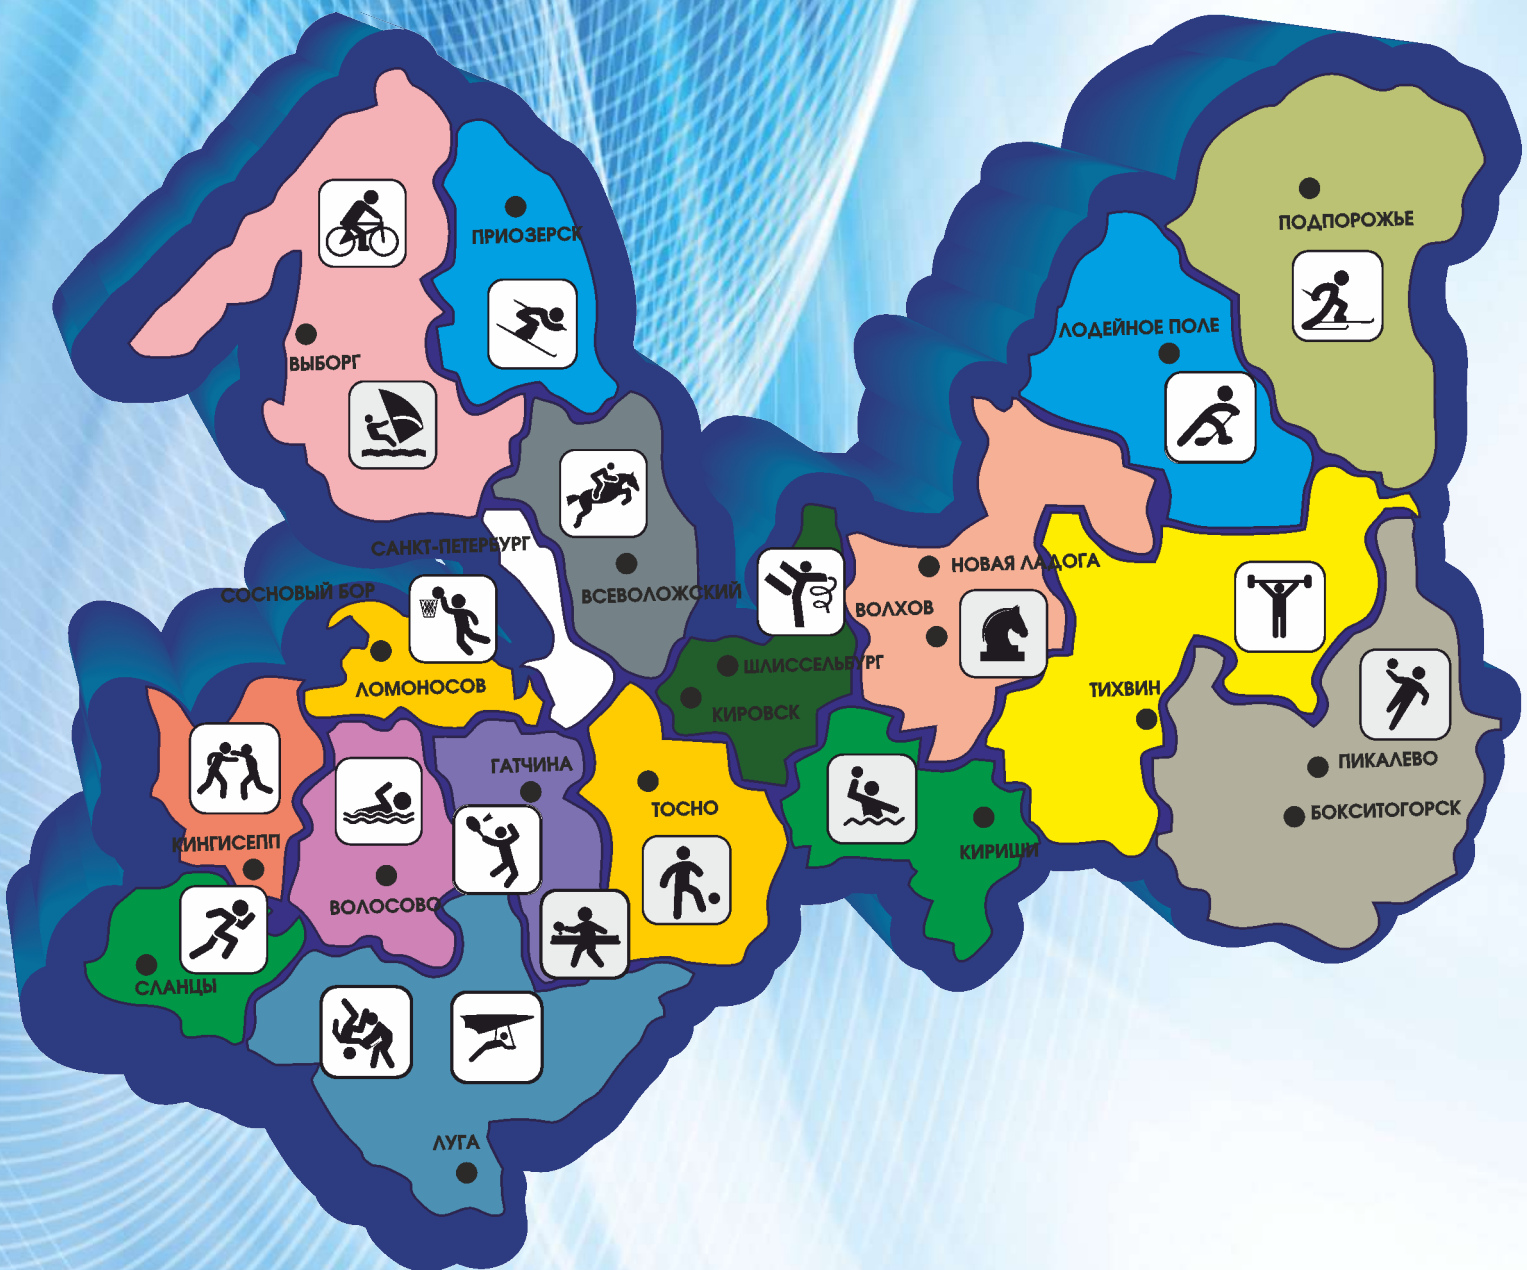 ПОДПОРОЖЬЕ
ПРИОЗЕРСК
ЛОДЕЙНОЕ ПОЛЕ
ВЫБОРГ
САНКТ-ПЕТЕРБУРГ
НОВАЯ ЛАДОГА
СОСНОВЫЙ БОР
ВСЕВОЛОЖСКИЙ
ВОЛХОВ
ШЛИССЕЛЬБУРГ
ЛОМОНОСОВ
ТИХВИН
КИРОВСК
ГАТЧИНА
ПИКАЛЕВО
ТОСНО
БОКСИТОГОРСК
КИНГИСЕПП
КИРИШИ
ВОЛОСОВО
СЛАНЦЫ
ЛУГА